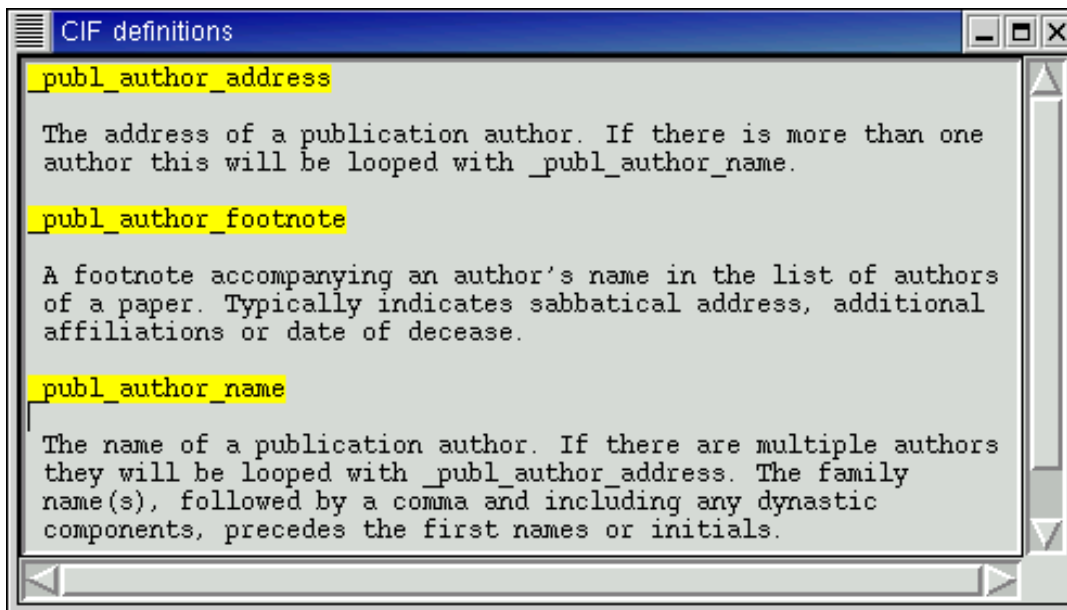 CIF definitions
_publ_author_address
The address of a publication author. If there is more than one
author this will be looped with _publ_author_name.
_publ_author_footnote
A footnote accompanying an author's name in the list of authors
of a paper. Typically indicates sabbatical address, additional
affiliations or date of decease.
_publ_author_name
The name of a publication author. If there are multiple authors
they will be looped with _publ_author_address. The family
name(s), followed by a comma and including any dynastic
components, precedes the first names or initials.